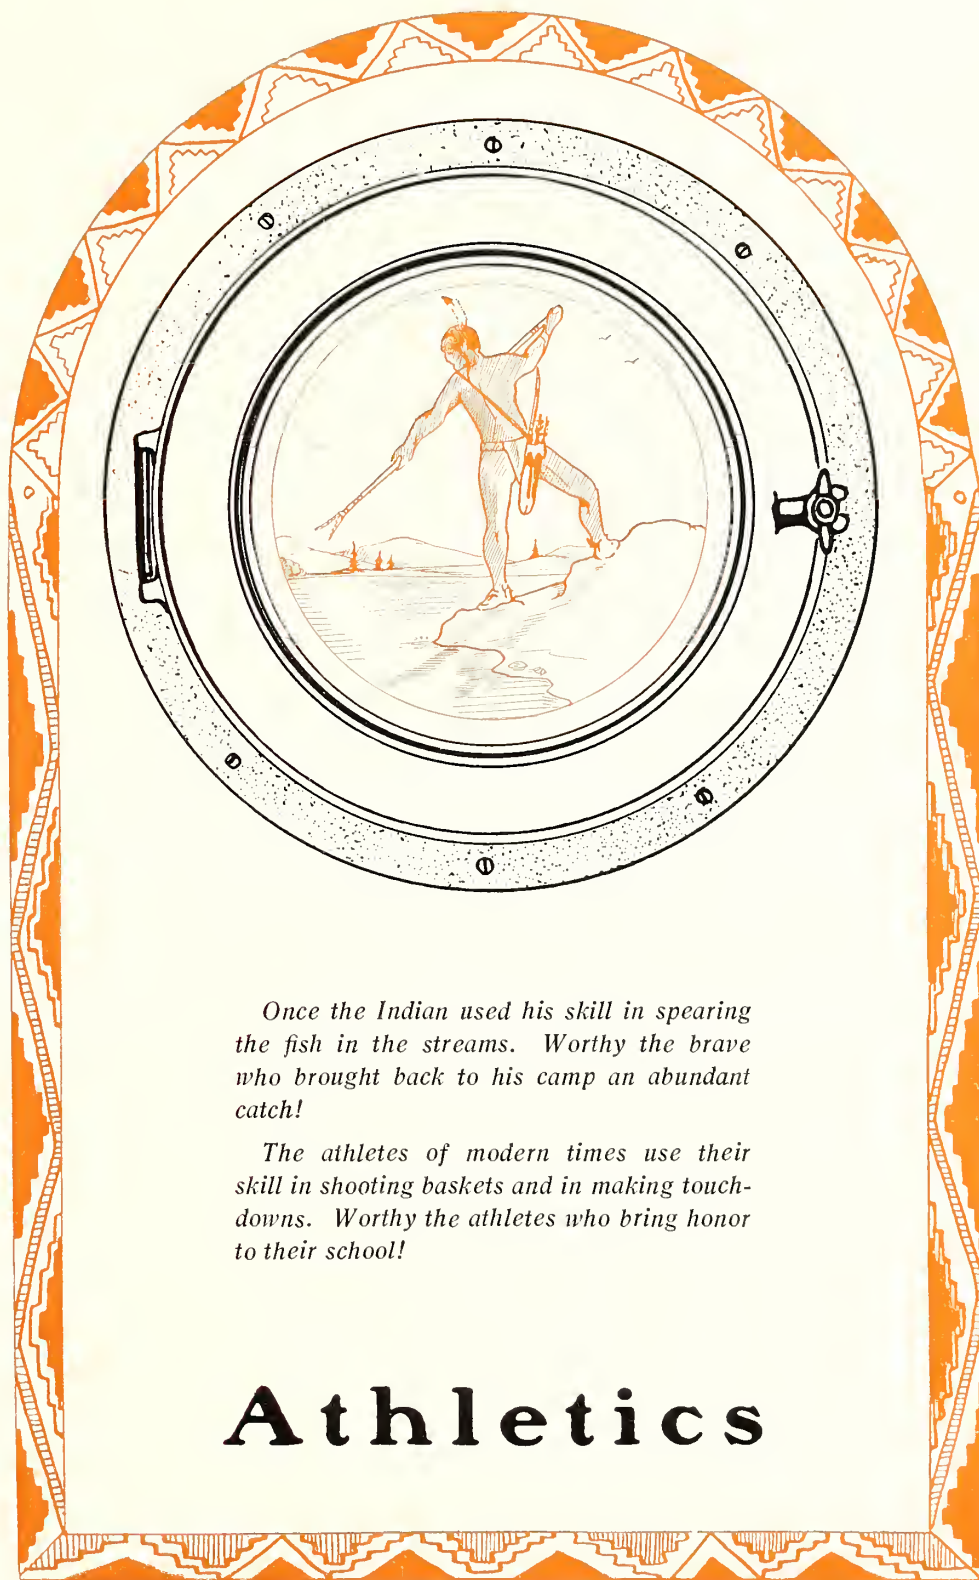 Once the Indian used his skill in spearing
the fish in the streams. Worthy the brave
who brought back to his camp an abundant
catch!
The athletes of modern times use their
skill in shooting baskets and in making touch-
downs. Worthy the athletes who bring honor
to their school!
Athletics